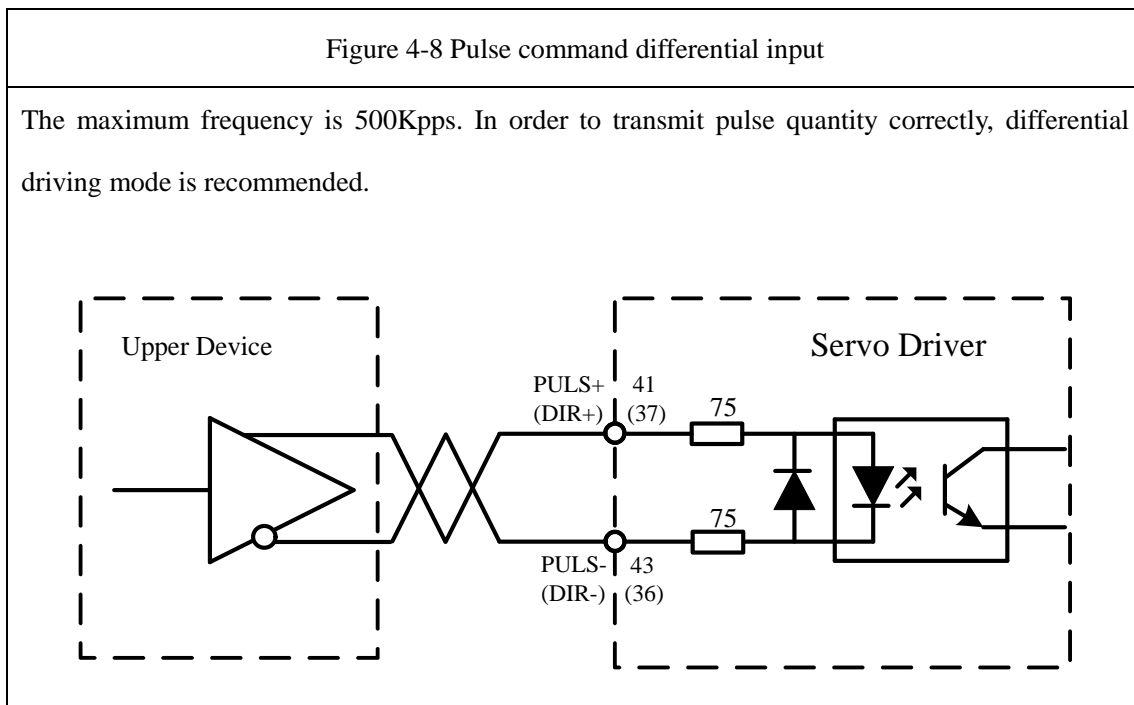 Figure 4-8 Pulse command differential input
The maximum frequency is 500Kpps. In order to transmit pulse quantity correctly, differential
driving mode is recommended.
Upper Device
Servo Driver
PULS+ 41
(DIR+) (37)
75
75
PULS- 43
(DIR-) (36)